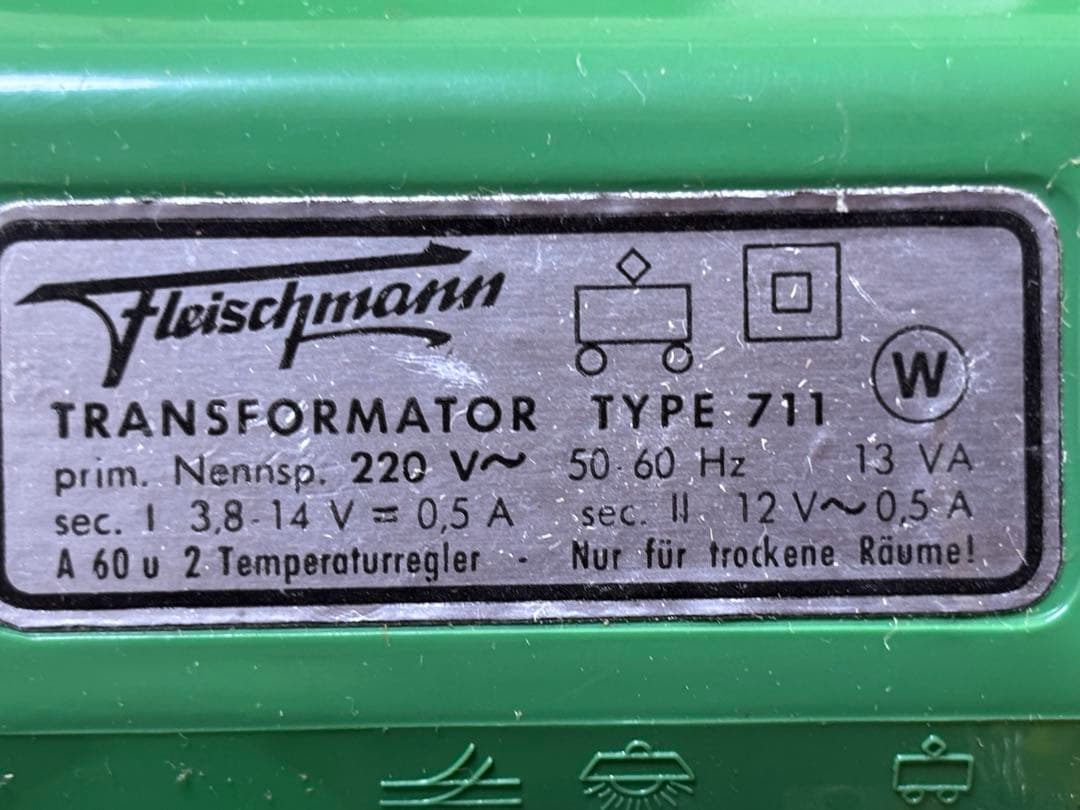 Fleischmann
W
TRANSFORMATOR TYPE 711
prim. Nennsp. 220 V~ 50-60 Hz 13 VA
sec. I 3,8-14 V = 0,5 A sec. II 12 V~0,5 A
A 60 u 2 Temperaturregler - Nur für trockene Räume!